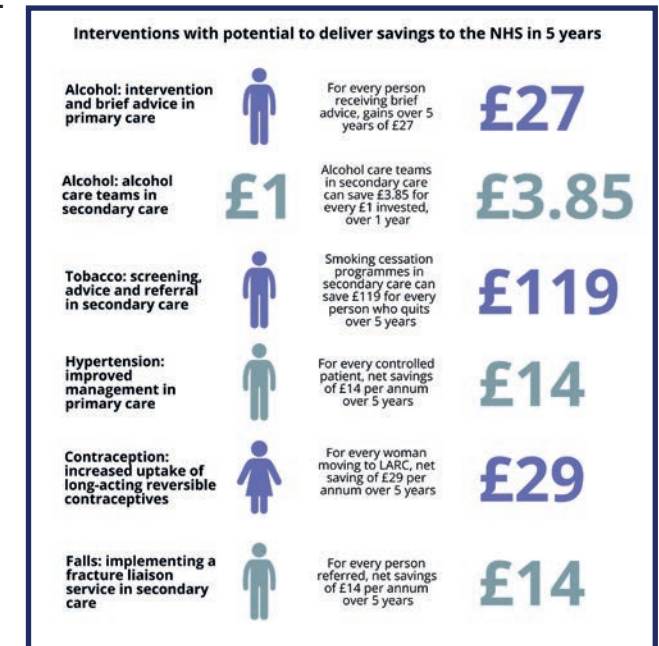 Interventions with potential to deliver savings to the NHS in 5 years
Alcohol: intervention
and brief advice in
primary care
For every person
receiving brief
advice, gains over 5
years of £27
£27
Alcohol: alcohol
care teams in
secondary care
£1
Alcohol care teams
in secondary care
can save £3.85 for
every £1 invested,
over 1 year
£3.85
Tobacco: screening,
advice and referral
in secondary care
Smoking cessation
programmes in
secondary care can
save £119 for every
person who quits
over 5 years
£119
Hypertension:
improved
management in
primary care
For every controlled
patient, net savings
of £14 per annum
over 5 years
£14
Contraception:
increased uptake of
long-acting reversible
contraceptives
For every woman
moving to LARC, net
saving of £29 per
annum over 5 years
£29
Falls: implementing a
fracture liaison
service in secondary
care
For every person
referred, net savings
of £14 per annum
over 5 years
£14